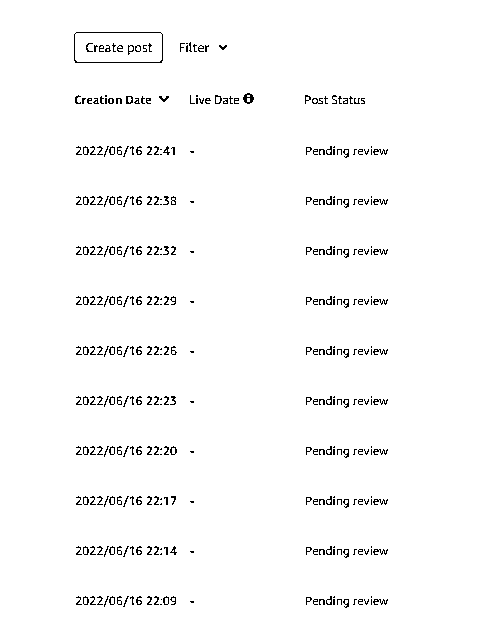 Create post Filter
Creation Date Live Date Post Status
2022/06/16 22:41 - Pending review
2022/06/16 22:38 - Pending review
2022/06/16 22:32 - Pending review
2022/06/16 22:29 - Pending review
2022/06/16 22:26 - Pending review
2022/06/16 22:23 - Pending review
2022/06/16 22:20 - Pending review
2022/06/16 22:17 - Pending review
2022/06/16 22:14 - Pending review
2022/06/16 22:09 - Pending review